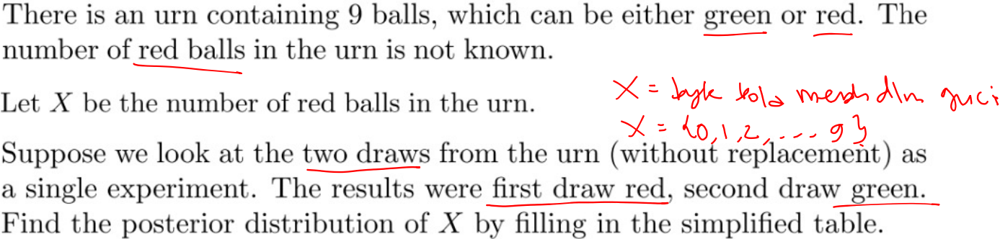 There is an urn containing 9 balls, which can be either green or red. The
number of red balls in the urn is not known.
X = byk bola merah dlm guci
Let X be the number of red balls in the urn.
X = {0, 1, 2, ... 9}
Suppose we look at the two draws from the urn (without replacement) as
a single experiment. The results were first draw red, second draw green.
Find the posterior distribution of X by filling in the simplified table.